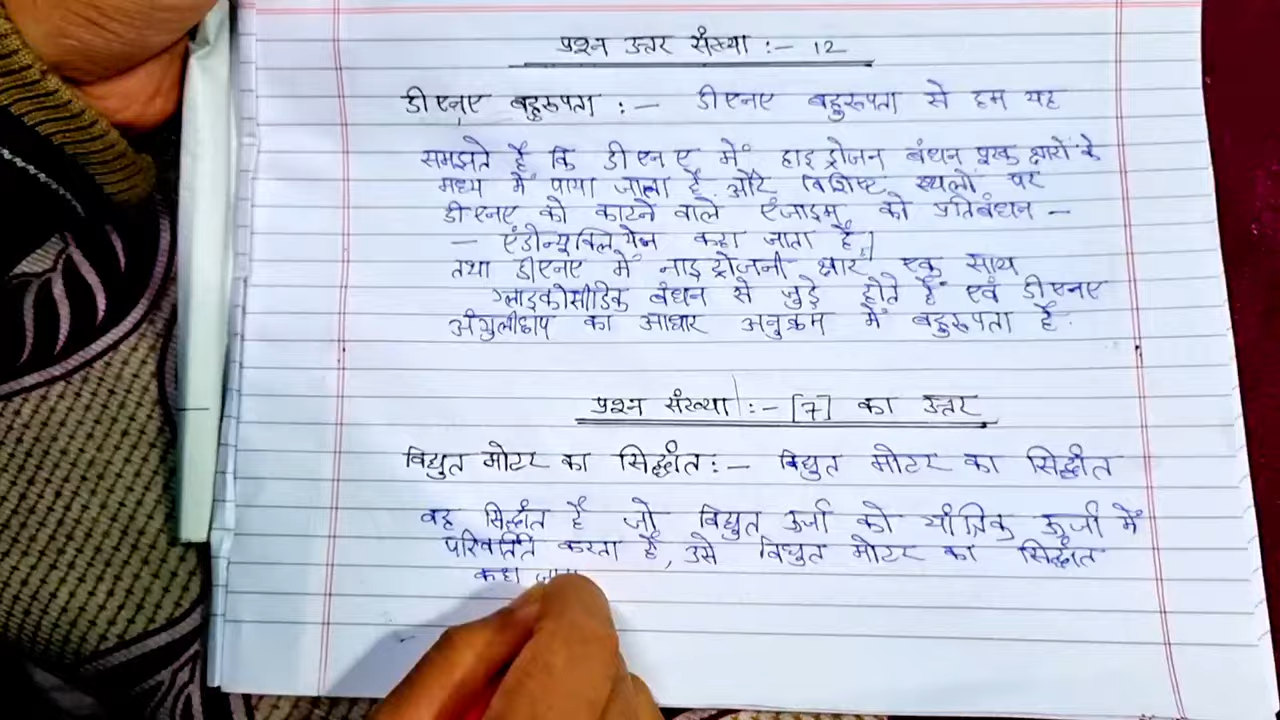 प्रश्न उत्तर संख्या :- 12
डीएनए बहुरूपता :- डीएनए बहुरूपता से हम यह
समझते हैं कि डीएनए में हाइड्रोजन बंधन पूरक क्षारों के
मध्य में पाया जाता है. और विशिष्ट स्थलों पर
डीएनए को काटने वाले एंजाइम को प्रतिबंधन -
- एंडोन्यूक्लियेज कहा जाता है।
तथा डीएनए में नाइट्रोजनी क्षार एक साथ
ग्लाइकोसीडिक बंधन से जुड़े होते हैं एवं डीएनए
अंगुलीछाप का आधार अनुक्रम में बहुरूपता है.
प्रश्न संख्या :- [7] का उत्तर
विद्युत मोटर का सिद्धांत :- विद्युत मोटर का सिद्धांत
वह सिद्धांत है जो विद्युत उर्जा को यांत्रिक ऊर्जा में
परिवर्तित करता है, उसे विद्युत मोटर का सिद्धांत
कहा